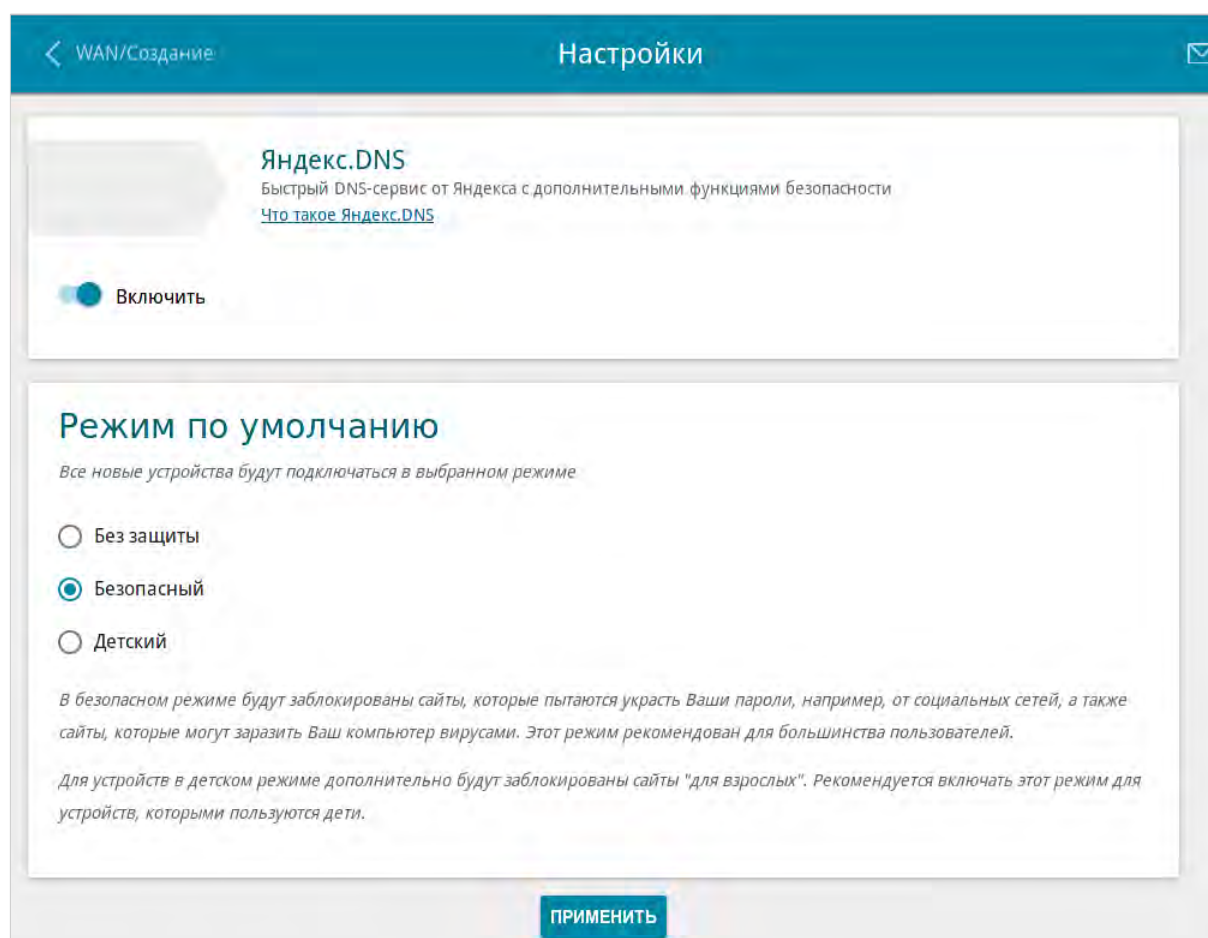 WAN/Создание
Настройки
Яндекс.DNS
Быстрый DNS-сервис от Яндекса с дополнительными функциями безопасности
Что такое Яндекс.DNS
Включить
Режим по умолчанию
Все новые устройства будут подключаться в выбранном режиме
Без защиты
Безопасный
Детский
В безопасном режиме будут заблокированы сайты, которые пытаются украсть Ваши пароли, например, от социальных сетей, а также
сайты, которые могут заразить Ваш компьютер вирусами. Этот режим рекомендован для большинства пользователей.
Для устройств в детском режиме дополнительно будут заблокированы сайты "для взрослых". Рекомендуется включать этот режим для
устройств, которыми пользуются дети.
ПРИМЕНИТЬ